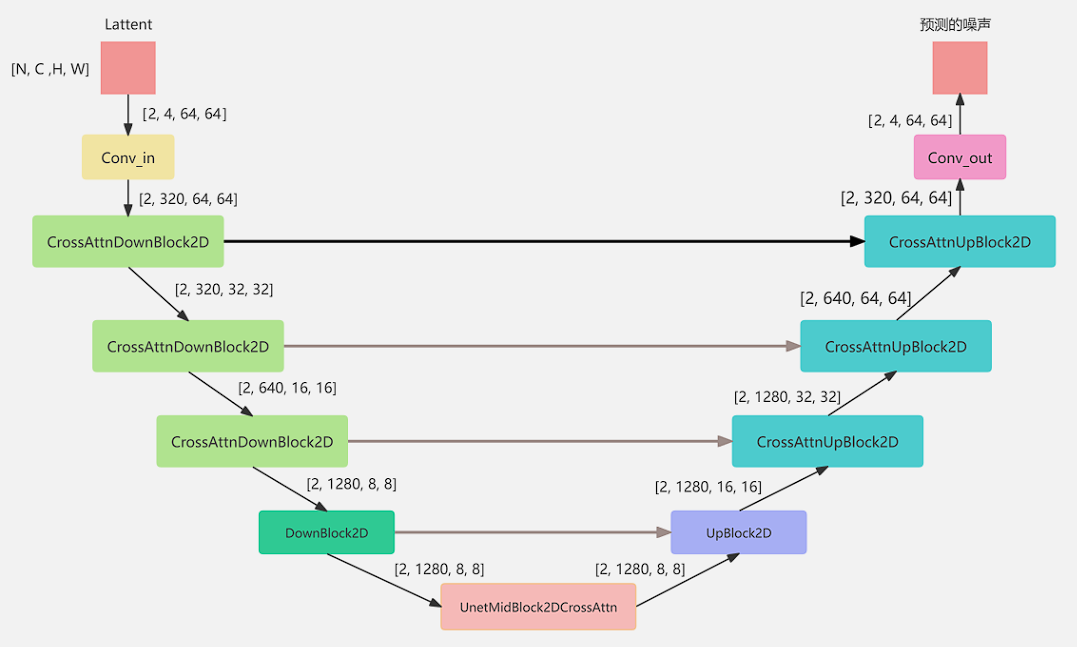 Lattent
预测的噪声
[N, C ,H, W]
[2, 4, 64, 64]
[2, 4, 64, 64]
Conv_in
Conv_out
[2, 320, 64, 64]
[2, 320, 64, 64]
CrossAttnDownBlock2D
CrossAttnUpBlock2D
[2, 320, 32, 32]
[2, 640, 64, 64]
CrossAttnDownBlock2D
CrossAttnUpBlock2D
[2, 640, 16, 16]
[2, 1280, 32, 32]
CrossAttnDownBlock2D
CrossAttnUpBlock2D
[2, 1280, 8, 8]
[2, 1280, 16, 16]
DownBlock2D
UpBlock2D
[2, 1280, 8, 8]
[2, 1280, 8, 8]
UnetMidBlock2DCrossAttn